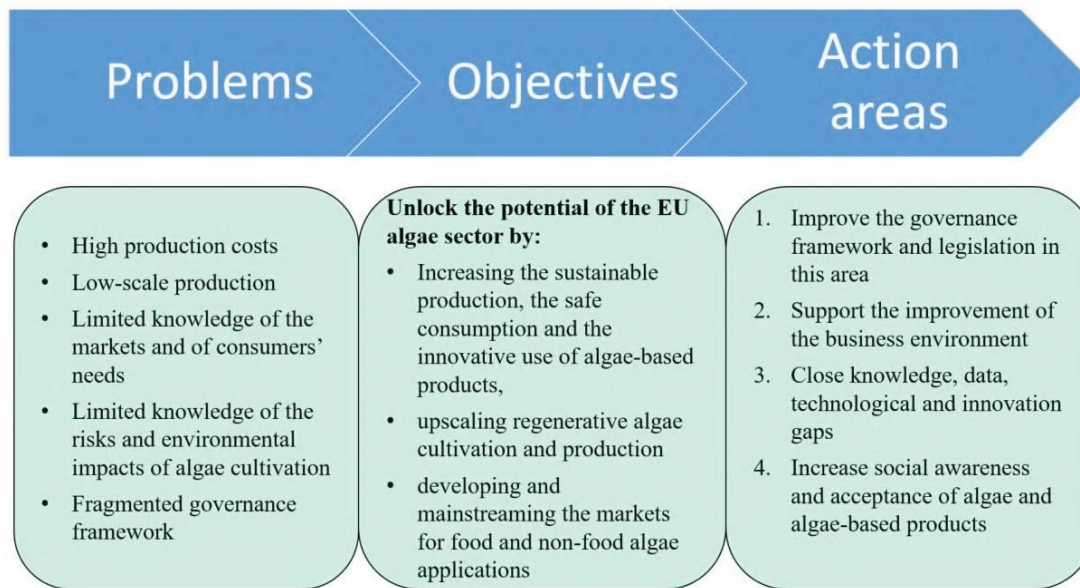 Problems
Objectives
Action
areas
• High production costs
• Low-scale production
• Limited knowledge of the
markets and of consumers’
needs
• Limited knowledge of the
risks and environmental
impacts of algae cultivation
• Fragmented governance
framework
Unlock the potential of the EU
algae sector by:
• Increasing the sustainable
production, the safe
consumption and the
innovative use of algae-based
products,
• upscaling regenerative algae
cultivation and production
• developing and
mainstreaming the markets
for food and non-food algae
applications
1. Improve the governance
framework and legislation in
this area
2. Support the improvement of
the business environment
3. Close knowledge, data,
technological and innovation
gaps
4. Increase social awareness
and acceptance of algae and
algae-based products